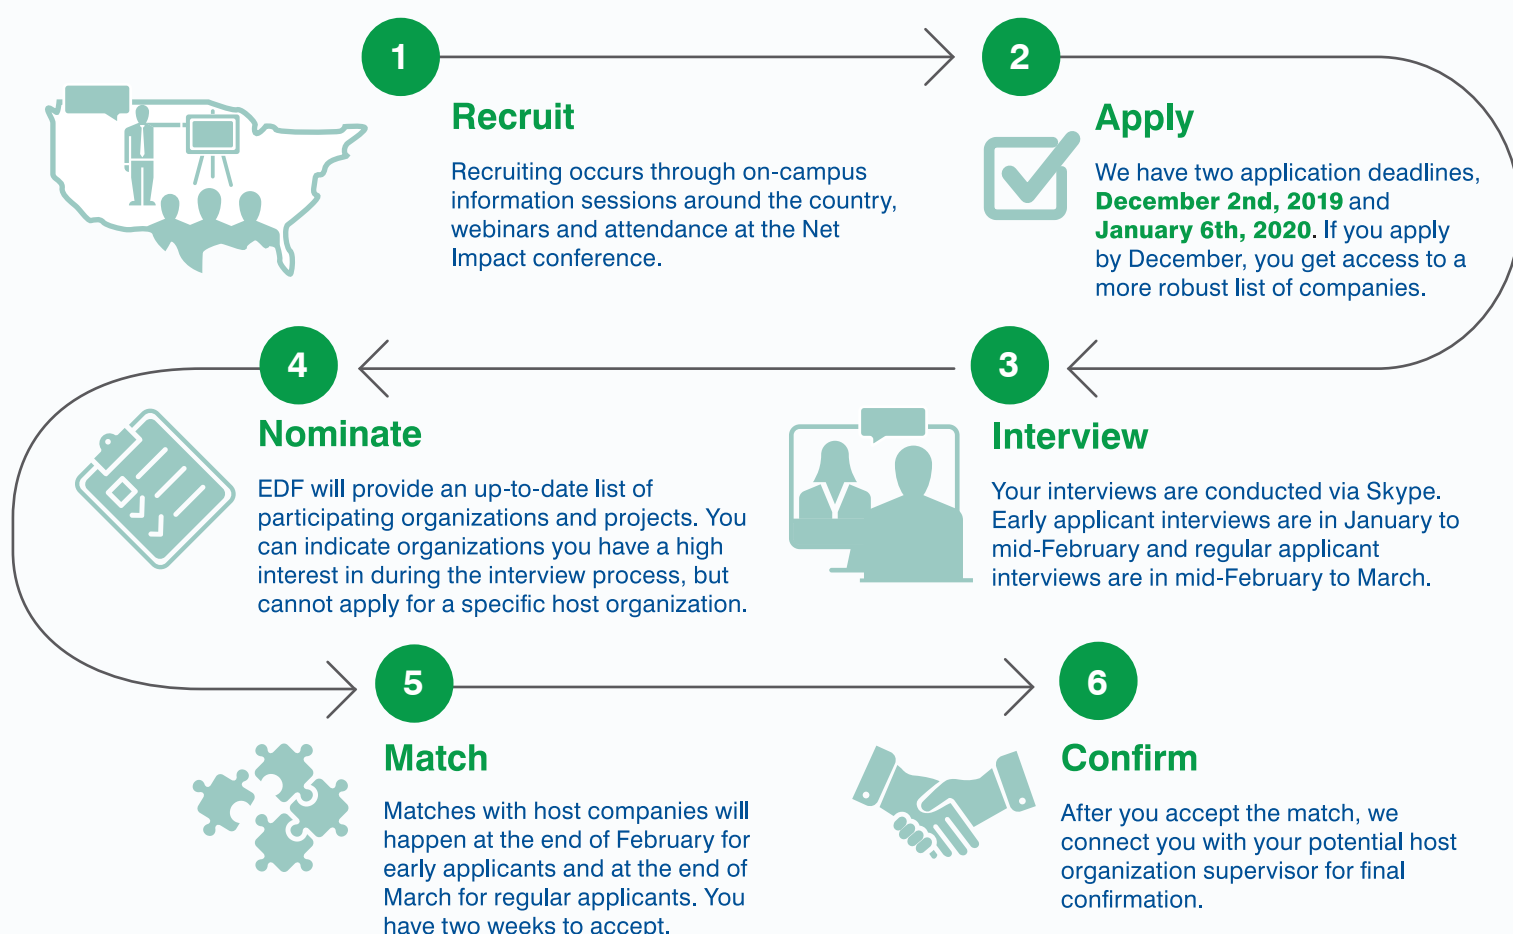 1
Recruit
Recruiting occurs through on-campus
information sessions around the country,
webinars and attendance at the Net
Impact conference.
2
Apply
We have two application deadlines,
December 2nd, 2019 and
January 6th, 2020. If you apply
by December, you get access to a
more robust list of companies.
3
Interview
Your interviews are conducted via Skype.
Early applicant interviews are in January to
mid-February and regular applicant
interviews are in mid-February to March.
4
Nominate
EDF will provide an up-to-date list of
participating organizations and projects. You
can indicate organizations you have a high
interest in during the interview process, but
cannot apply for a specific host organization.
5
Match
Matches with host companies will
happen at the end of February for
early applicants and at the end of
March for regular applicants. You
have two weeks to accept.
6
Confirm
After you accept the match, we
connect you with your potential host
organization supervisor for final
confirmation.